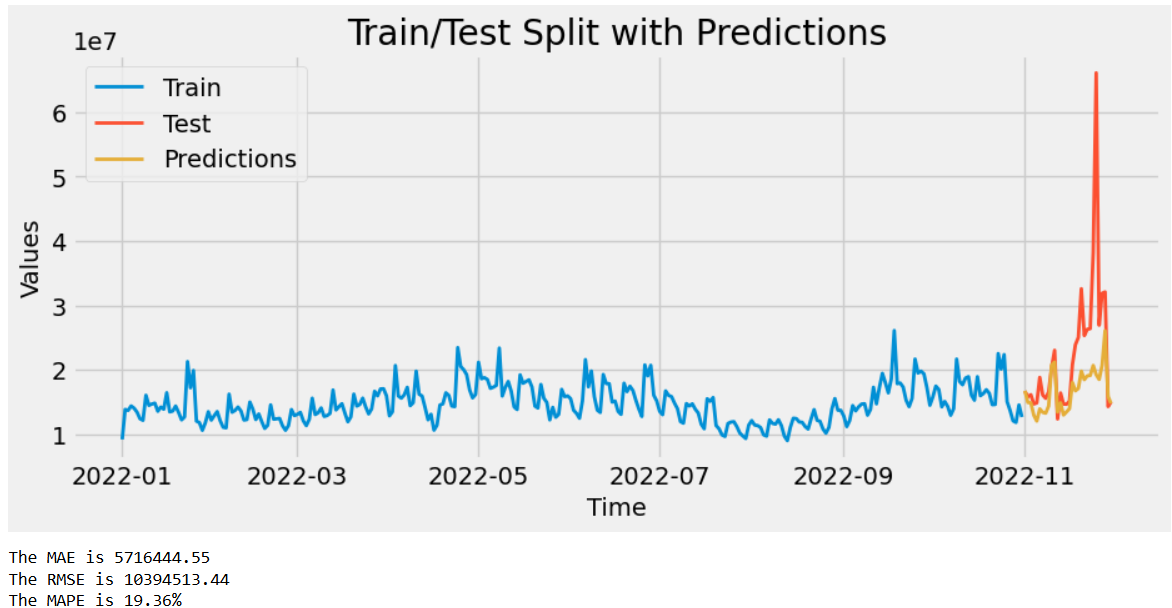 Train/Test Split with Predictions
1e7
Train
Test
Predictions
6
5
4
3
2
1
Values
2022-01 2022-03 2022-05 2022-07 2022-09 2022-11
Time
The MAE is 5716444.55
The RMSE is 10394513.44
The MAPE is 19.36%